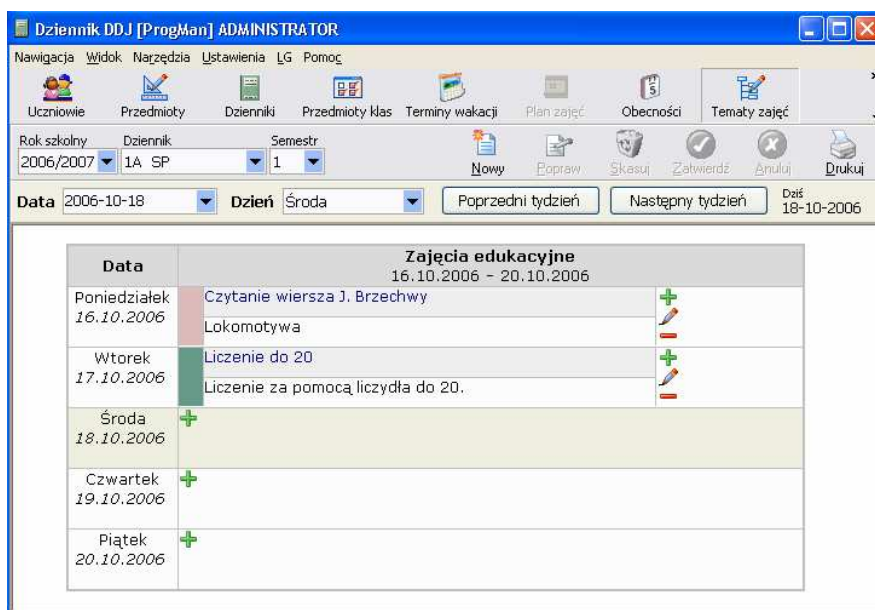 Dziennik DDJ [ProgMan] ADMINISTRATOR
Nawigacja Widok Narzędzia Ustawienia LG Pomoc
Uczniowie Przedmioty Dzienniki Przedmioty klas Terminy wakacji Plan zajęć Obecności Tematy zajęć
Rok szkolny Dziennik Semestr
2006/2007 1A SP 1 Nowy Popraw Skasuj Zatwierdź Anuluj Drukuj
Data 2006-10-18 Dzień Środa Poprzedni tydzień Następny tydzień Dziś
18-10-2006
Data Zajęcia edukacyjne
16.10.2006 - 20.10.2006
Poniedziałek Czytanie wiersza J. Brzechwy
16.10.2006 Lokomotywa
Wtorek Liczenie do 20
17.10.2006 Liczenie za pomocą liczydła do 20.
Środa
18.10.2006
Czwartek
19.10.2006
Piątek
20.10.2006